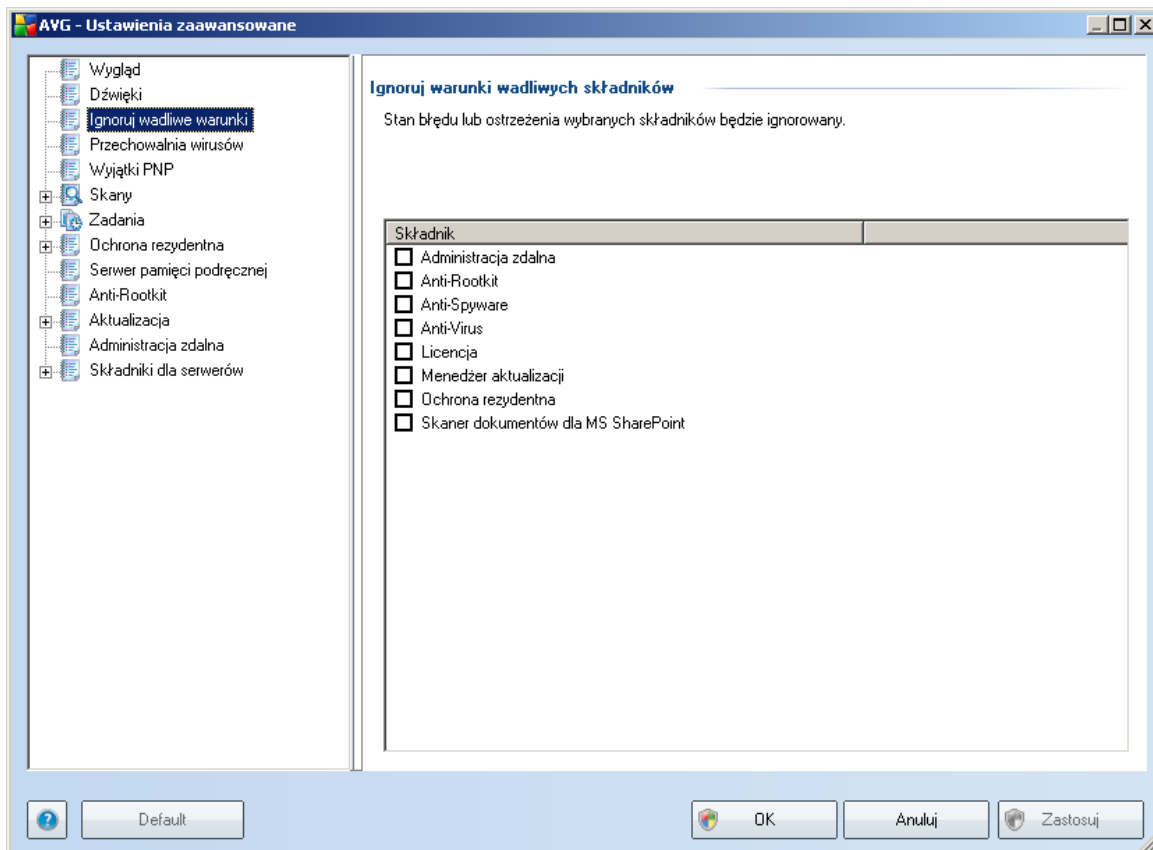 AVG - Ustawienia zaawansowane
Wygląd
Dźwięki
Ignoruj wadliwe warunki
Przechowalnia wirusów
Wyjątki PNP
Skany
Zadania
Ochrona rezydentna
Serwer pamięci podręcznej
Anti-Rootkit
Aktualizacja
Administracja zdalna
Składniki dla serwerów
Ignoruj warunki wadliwych składników
Stan błędu lub ostrzeżenia wybranych składników będzie ignorowany.
Składnik
Administracja zdalna
Anti-Rootkit
Anti-Spyware
Anti-Virus
Licencja
Menedżer aktualizacji
Ochrona rezydentna
Skaner dokumentów dla MS SharePoint
Default
OK
Anuluj
Zastosuj